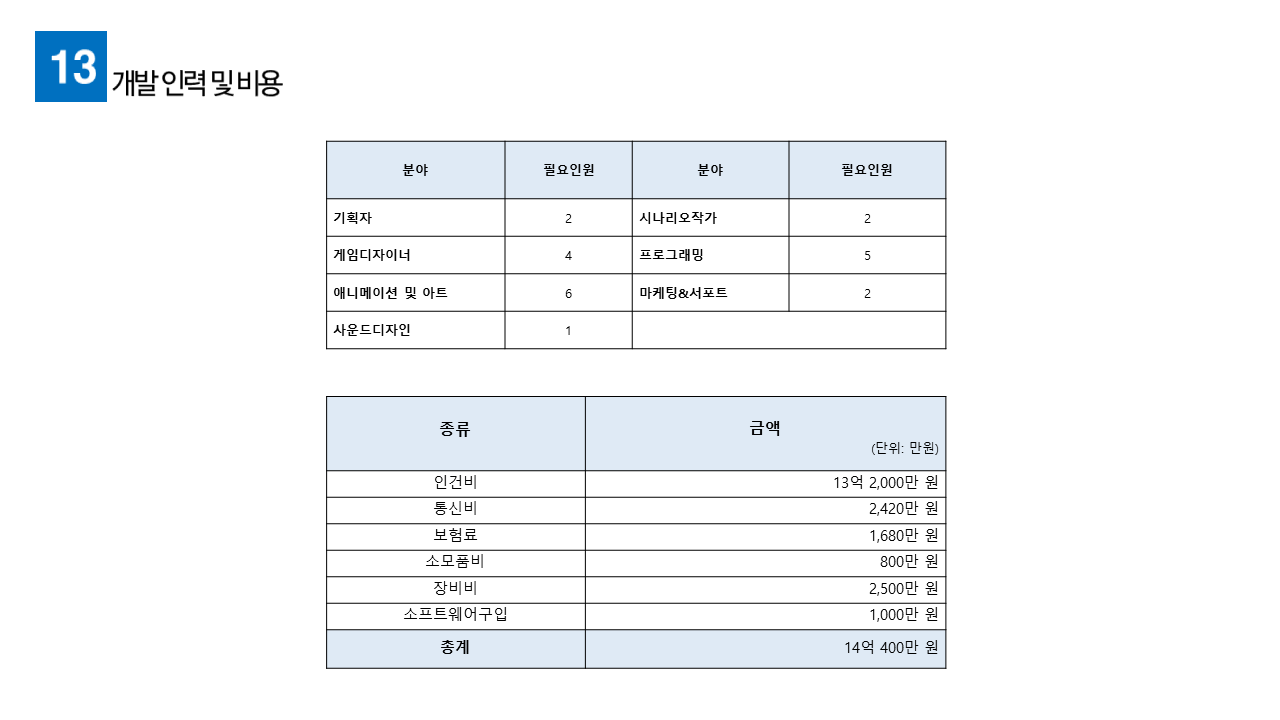 13
개발 인력 및 비용
분야 필요인원 분야 필요인원
기획자 2 시나리오작가 2
게임디자이너 4 프로그래밍 5
애니메이션 및 아트 6 마케팅&서포트 2
사운드디자인 1
종류 금액
(단위: 만원)
인건비 13억 2,000만 원
통신비 2,420만 원
보험료 1,680만 원
소모품비 800만 원
장비비 2,500만 원
소프트웨어구입 1,000만 원
총계 14억 400만 원